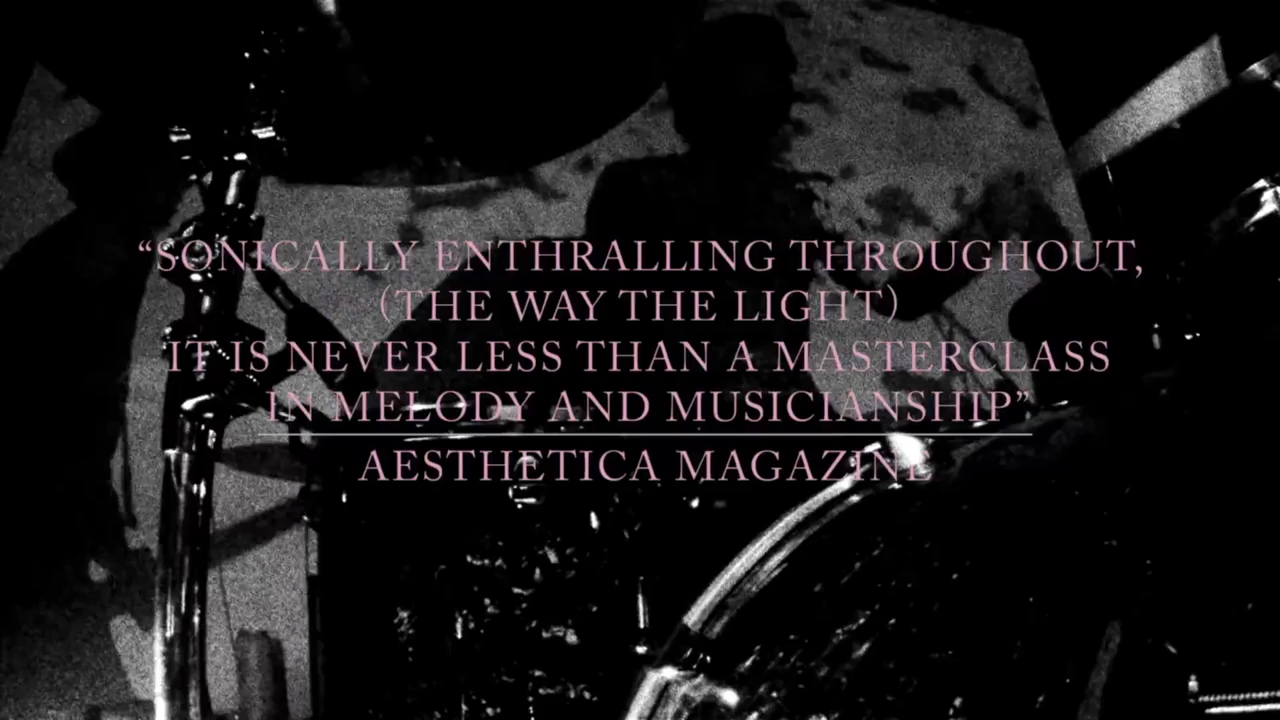 “SONICALLY ENTHRALLING THROUGHOUT,
(THE WAY THE LIGHT)
IT IS NEVER LESS THAN A MASTERCLASS
IN MELODY AND MUSICIANSHIP”
AESTHETICA MAGAZINE